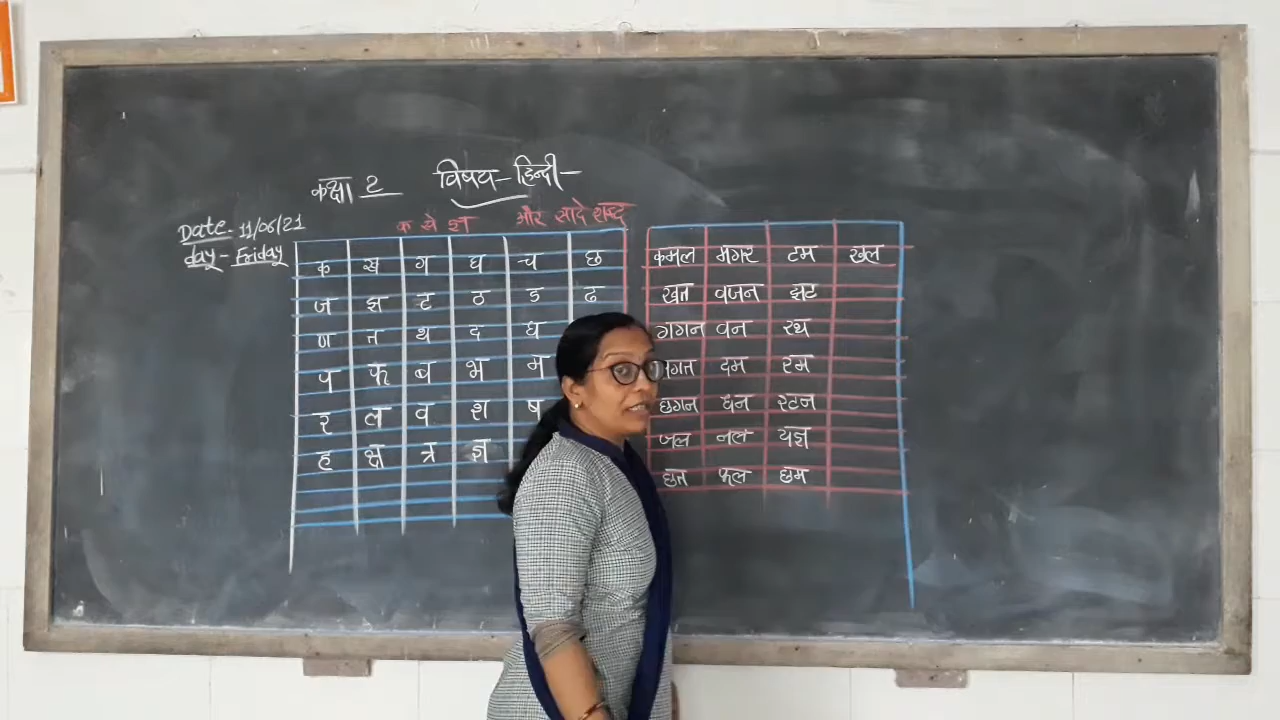 कक्षा 2 विषय - हिन्दी -
Date - 11/06/21
day - Friday
क से ज्ञ और सादे शब्द
क ख ग घ च छ
ज झ ट ठ ड ढ
ण त थ द ध
प फ ब भ म
र ल व श ष
ह क्ष त्र ज्ञ
कमल मगर टम खल
खत वजन झट
गगन वन रथ
दम रम
छगन धन रटन
जल नल यज्ञ
छत फल छम